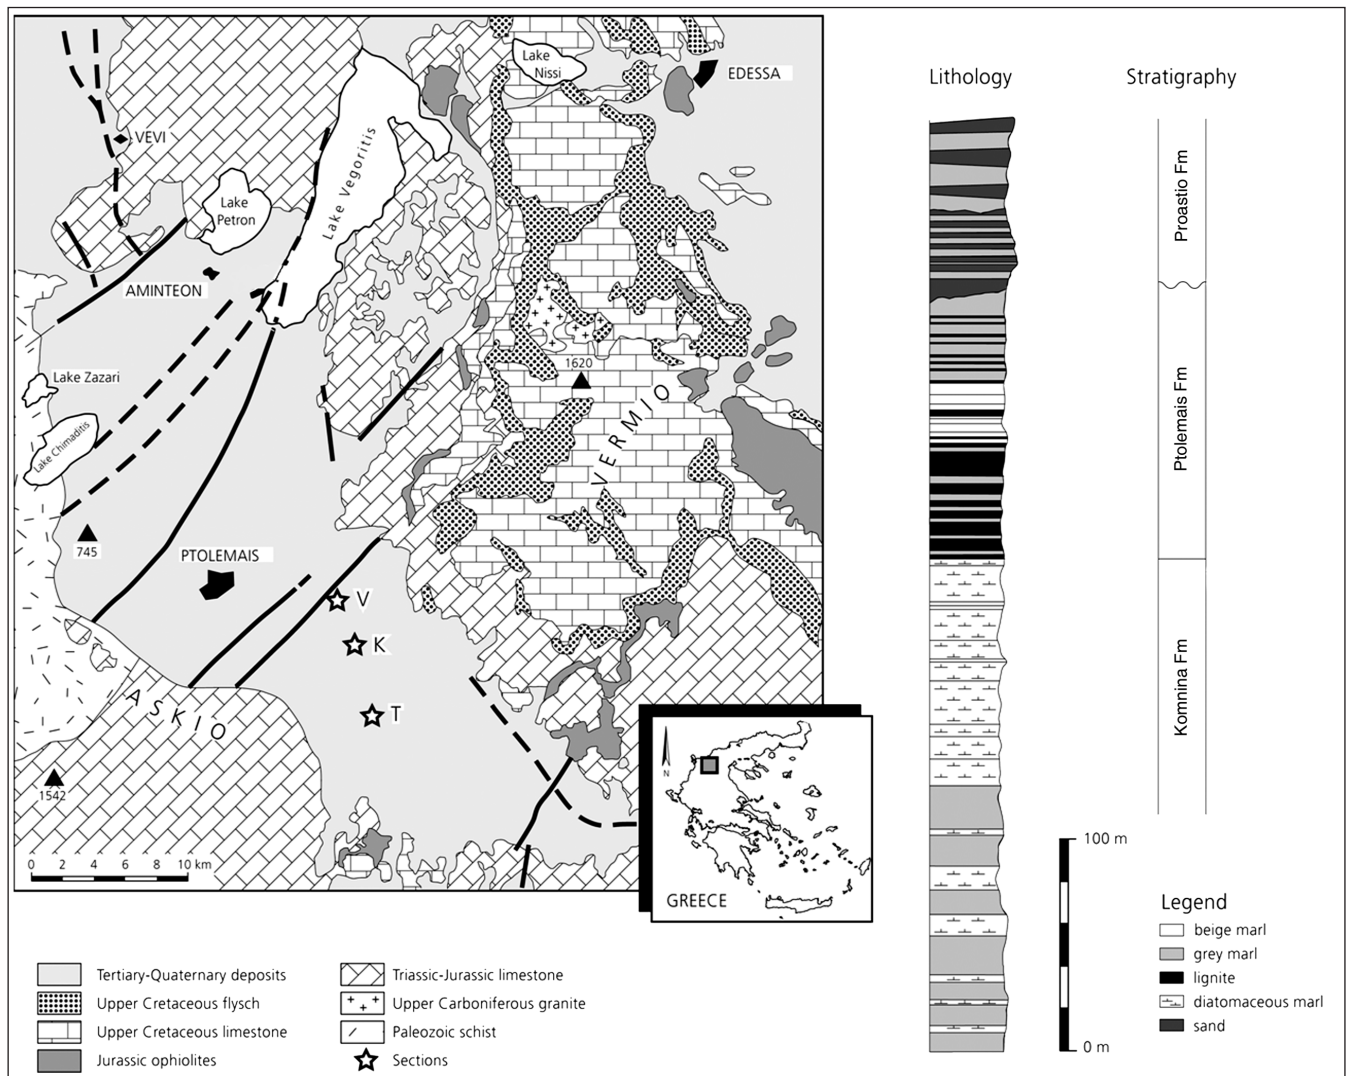 Lake
Nissi
EDESSA
VEVI
Lake Vegoritis
Lake
Petron
AMINTEON
Lake Zazari
1620
VERMIO
Lake Chimaditis
745
PTOLEMAIS
V
K
T
ASKIO
1542
0 2 4 6 8 10 km
N
GREECE
Tertiary-Quaternary deposits
Upper Cretaceous flysch
Upper Cretaceous limestone
Jurassic ophiolites
Triassic-Jurassic limestone
Upper Carboniferous granite
Paleozoic schist
Sections
Lithology
Stratigraphy
Proastio Fm
Ptolemais Fm
Komnina Fm
100 m
0 m
Legend
beige marl
grey marl
lignite
diatomaceous marl
sand